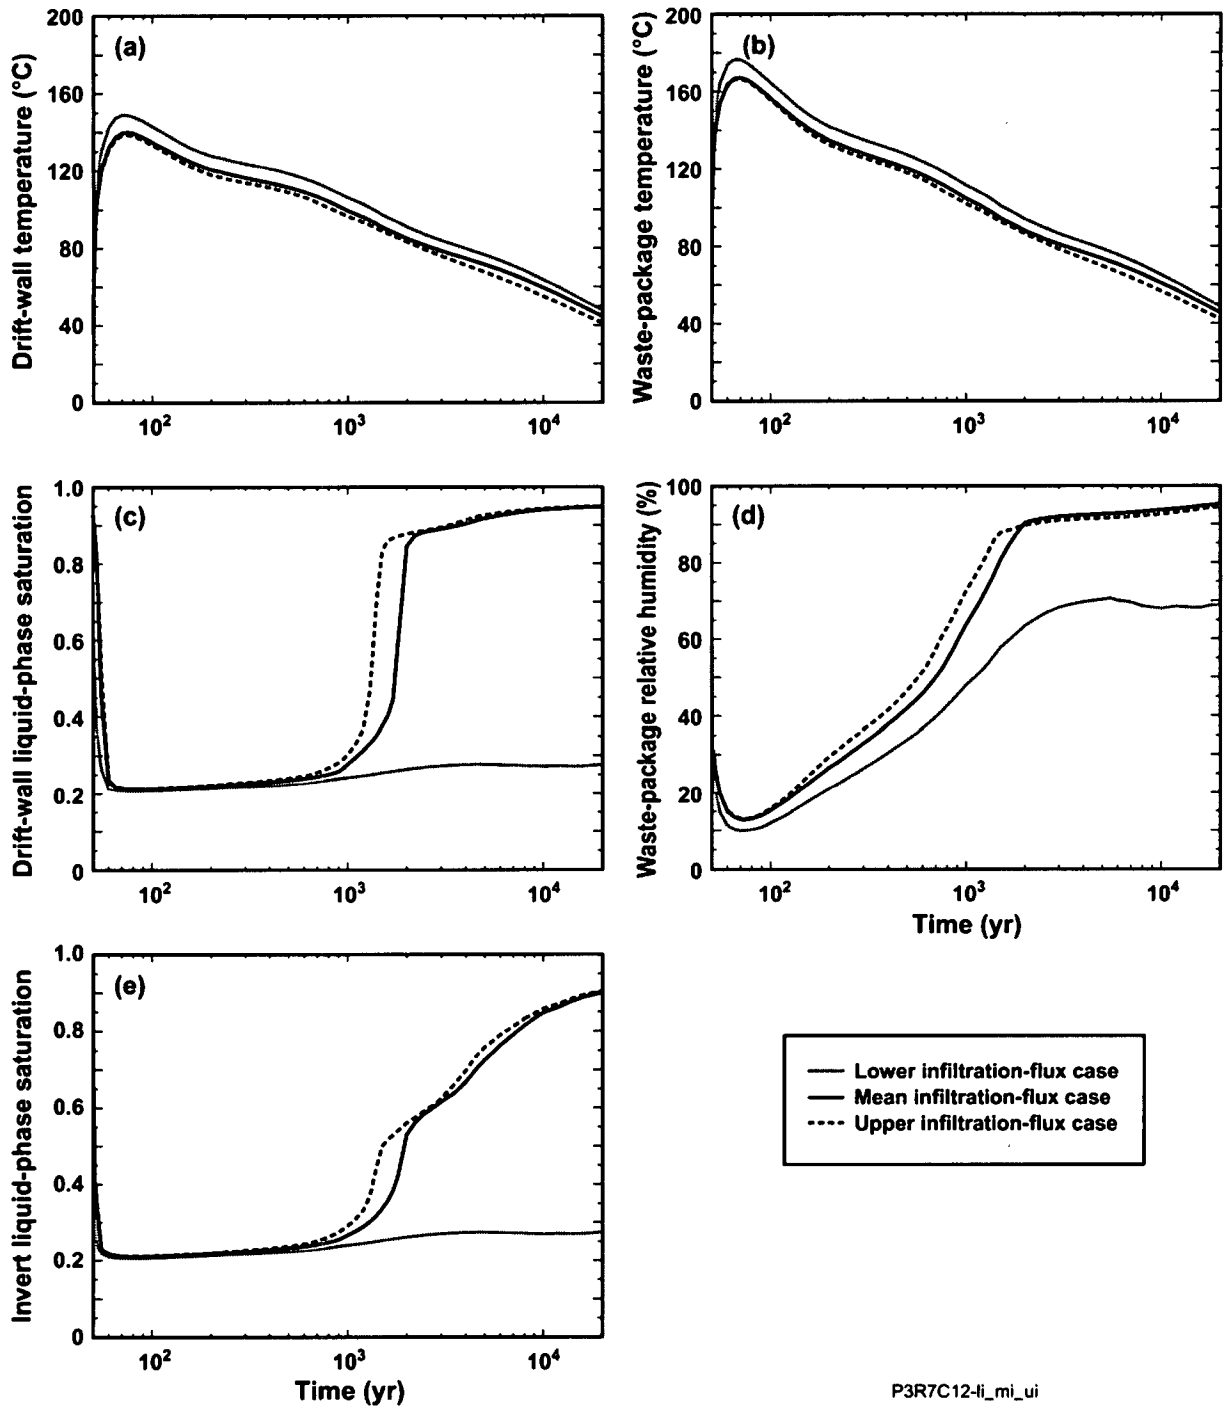 (a)
Drift-wall temperature (°C)
200
160
120
80
40
0
10²
10³
10⁴
(b)
Waste-package temperature (°C)
200
160
120
80
40
0
10²
10³
10⁴
(c)
Drift-wall liquid-phase saturation
1.0
0.8
0.6
0.4
0.2
0
10²
10³
10⁴
(d)
Waste-package relative humidity (%)
100
80
60
40
20
0
10²
10³
10⁴
Time (yr)
(e)
Invert liquid-phase saturation
1.0
0.8
0.6
0.4
0.2
0
10²
10³
10⁴
Time (yr)
Lower infiltration-flux case
Mean infiltration-flux case
Upper infiltration-flux case
P3R7C12-li_mi_ui